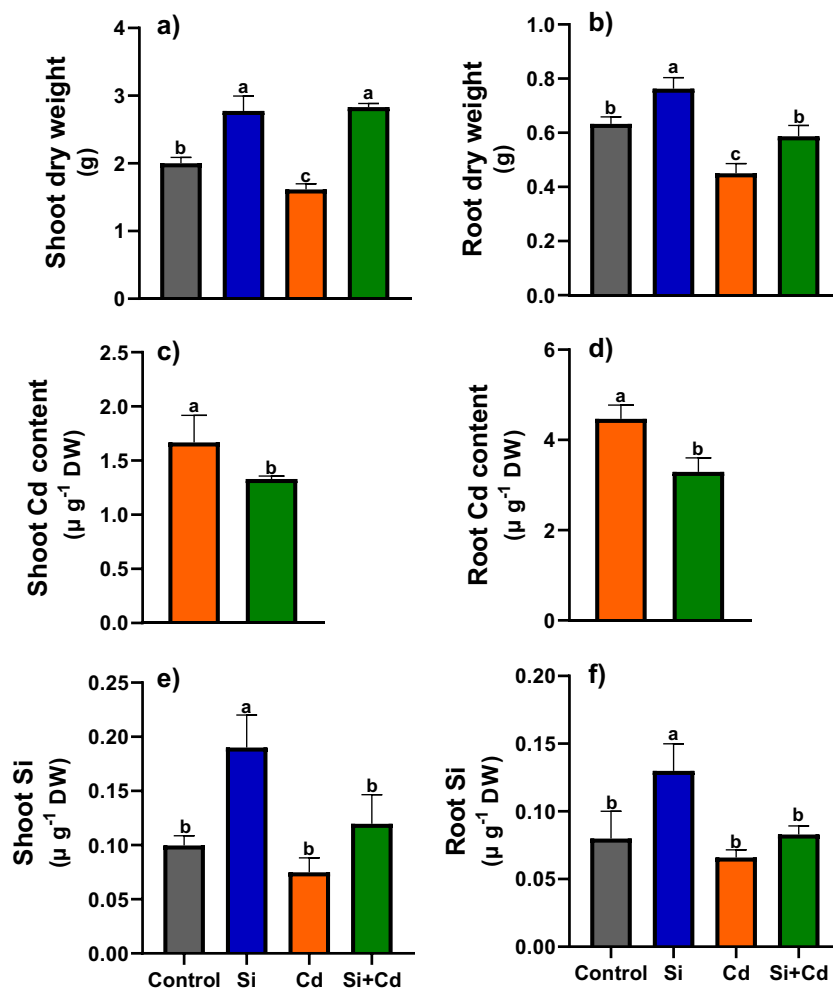 a)
Shoot dry weight
(g)
4
3
2
1
0
b
a
c
a
b)
Root dry weight
(g)
1.0
0.8
0.6
0.4
0.2
0.0
b
a
c
b
c)
Shoot Cd content
(µ g⁻¹ DW)
2.5
2.0
1.5
1.0
0.5
0.0
a
b
d)
Root Cd content
(µ g⁻¹ DW)
6
4
2
0
a
b
e)
Shoot Si
(µ g⁻¹ DW)
0.25
0.20
0.15
0.10
0.05
0.00
b
a
b
b
Control Si Cd Si+Cd
f)
Root Si
(µ g⁻¹ DW)
0.20
0.15
0.10
0.05
0.00
b
a
b
b
Control Si Cd Si+Cd